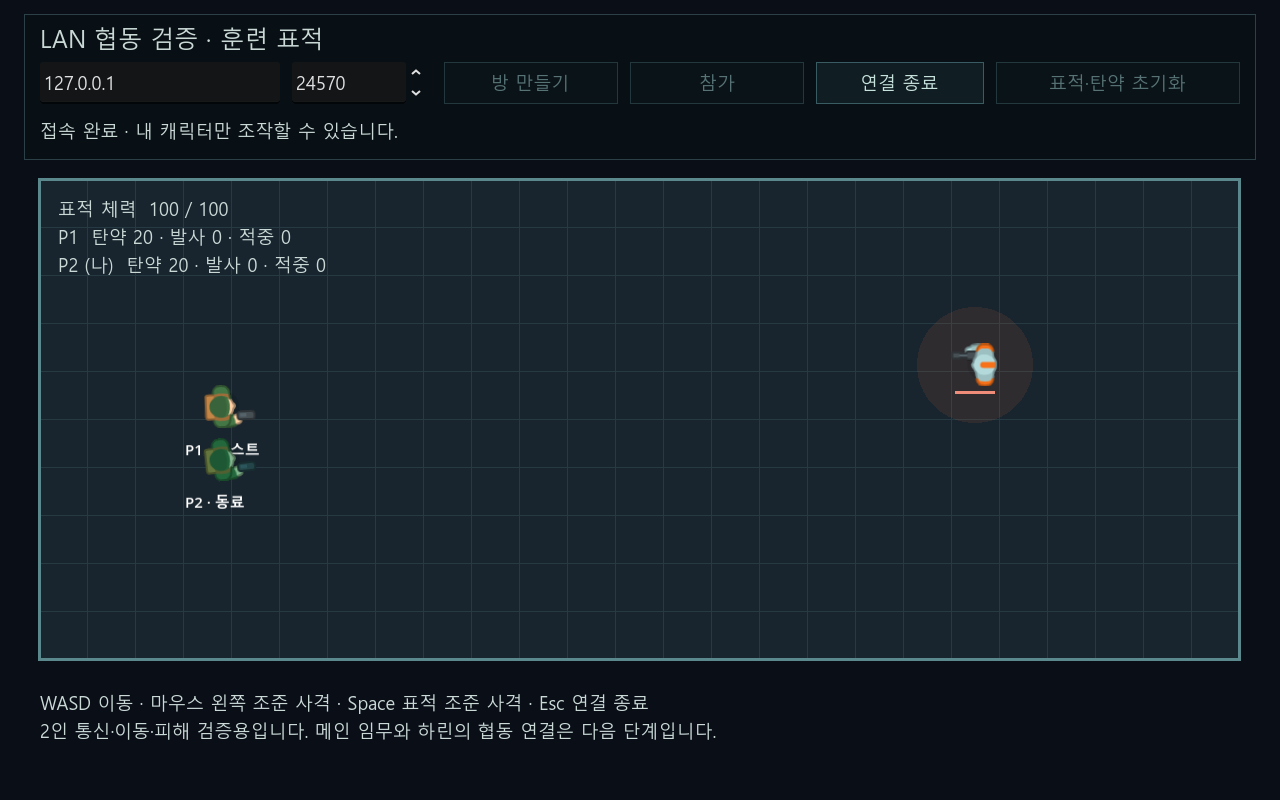 LAN 협동 검증 · 훈련 표적
127.0.0.1 24570 방 만들기 참가 연결 종료 표적·탄약 초기화
접속 완료 · 내 캐릭터만 조작할 수 있습니다.
표적 체력 100 / 100
P1 탄약 20 · 발사 0 · 적중 0
P2 (나) 탄약 20 · 발사 0 · 적중 0
P1 스트
P2 · 동료
WASD 이동 · 마우스 왼쪽 조준 사격 · Space 표적 조준 사격 · Esc 연결 종료
2인 통신·이동·피해 검증용입니다. 메인 임무와 하린의 협동 연결은 다음 단계입니다.